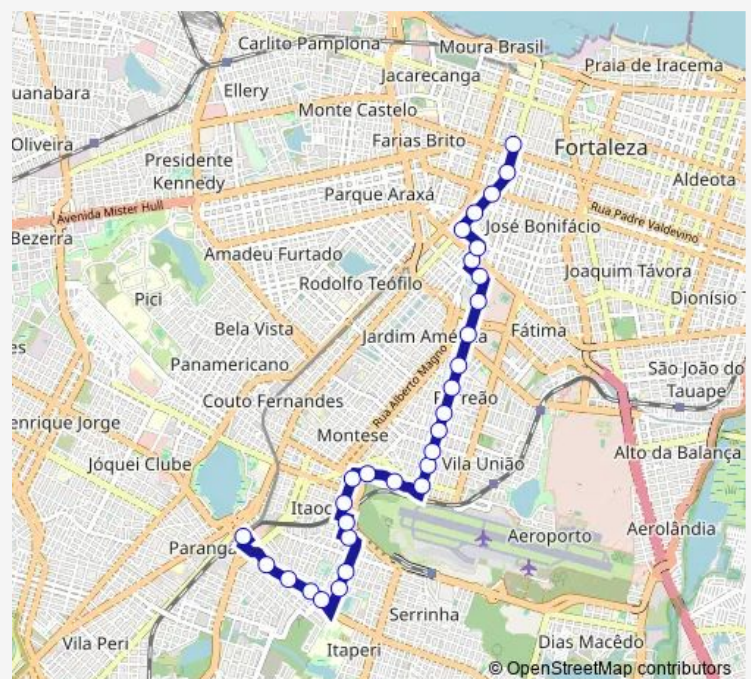 Carlito Pamplona
Moura Brasil
Praia de Iracema
Jacarecanga
uanabara
Ellery
Monte Castelo
Oliveira
Farias Brito
Fortaleza
Presidente
Kennedy
Aldeota
Parque Araxá
Avenida Mister Hull
Rua Padre Valdevino
José Bonifácio
Bezerra
Amadeu Furtado
Joaquim Távora
Rodolfo Teófilo
Pici
Dionísio
Bela Vista
Jardim Amé
a
Fátima
es
Panamericano
São João do
Tauape
Couto Fernandes
Rua Alberto Magno
P
reão
enrique Jorge
Montese
Alto da Balança
Jóquei Clube
Vila União
Itaoc
Aeroporto
Aerolândia
Paranga
Serrinha
Vila Peri
Itaperi
Dias Macêdo
© OpenStreetMap contributors